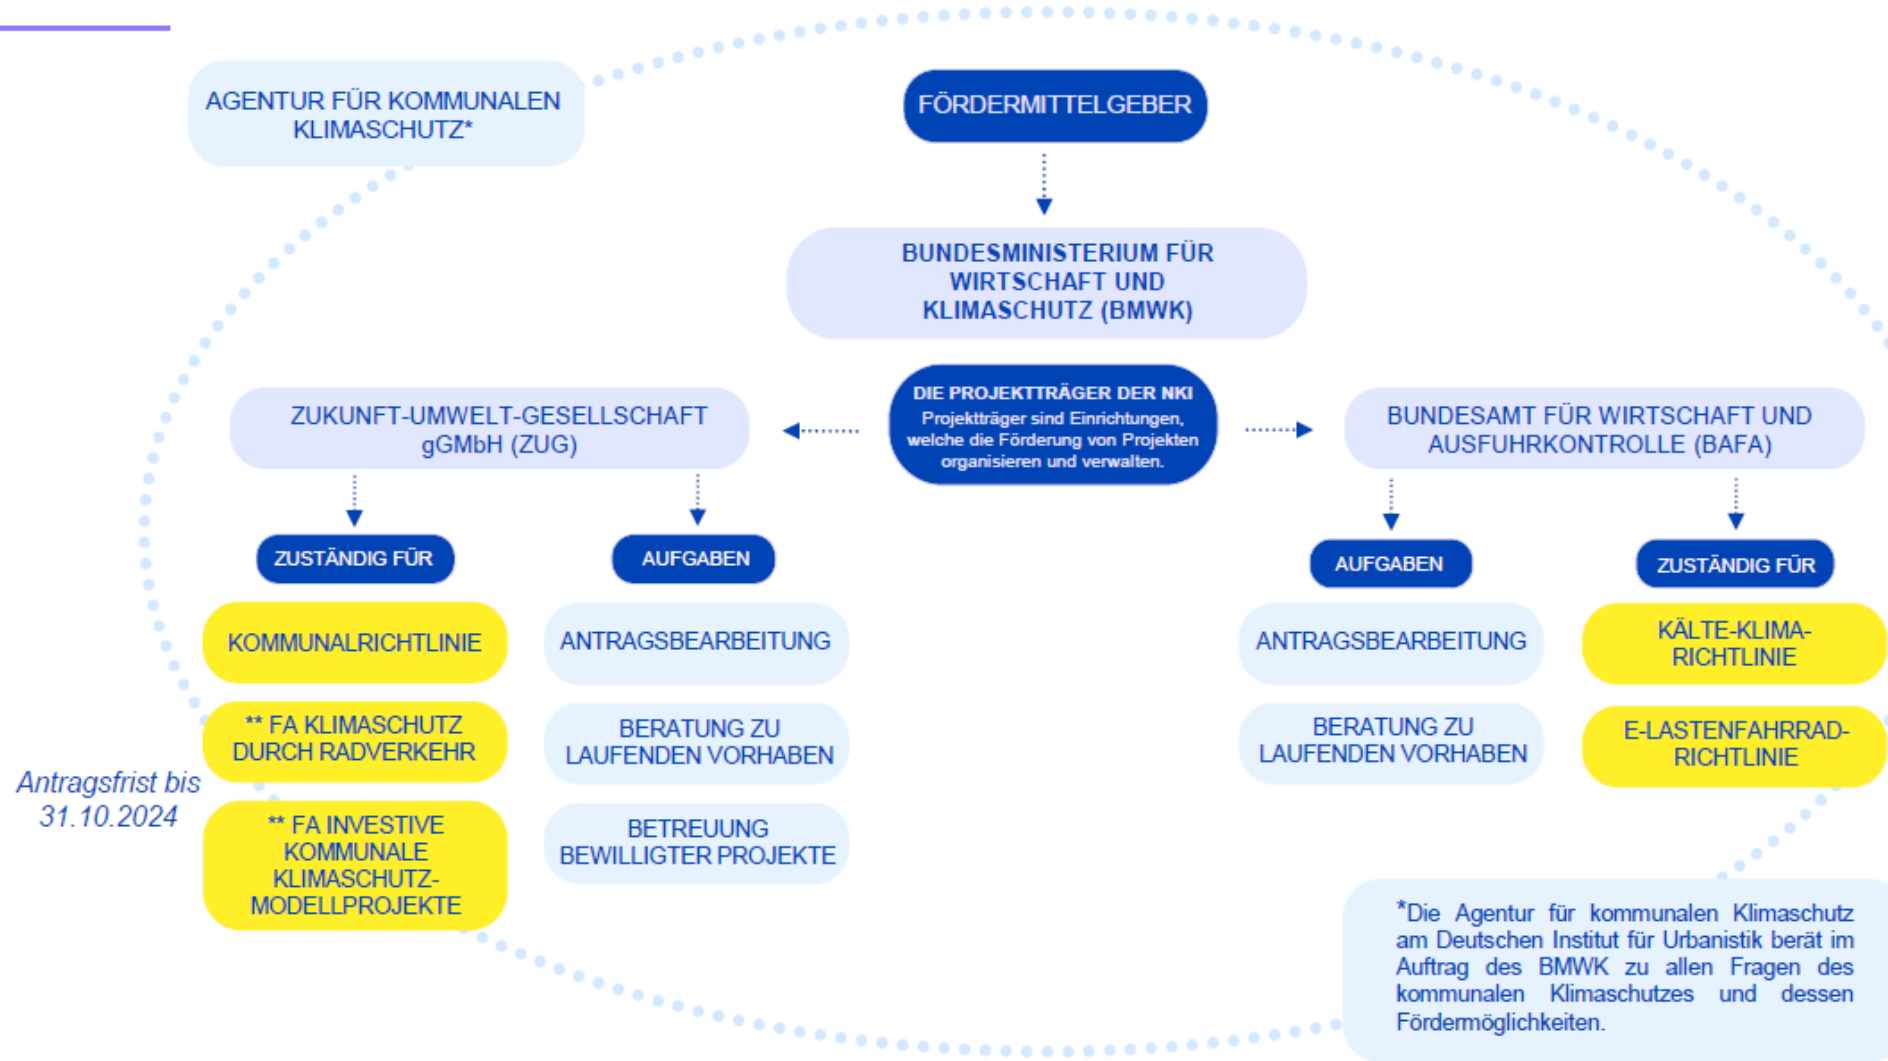 AGENTUR FÜR KOMMUNALEN
KLIMASCHUTZ*
FÖRDERMITTELGEBER
BUNDESMINISTERIUM FÜR
WIRTSCHAFT UND
KLIMASCHUTZ (BMWK)
DIE PROJEKTTRÄGER DER NKI
Projektträger sind Einrichtungen,
welche die Förderung von Projekten
organisieren und verwalten.
ZUKUNFT-UMWELT-GESELLSCHAFT
gGMbH (ZUG)
BUNDESAMT FÜR WIRTSCHAFT UND
AUSFUHRKONTROLLE (BAFA)
ZUSTÄNDIG FÜR
KOMMUNALRICHTLINIE
** FA KLIMASCHUTZ
DURCH RADVERKEHR
** FA INVESTIVE
KOMMUNALE
KLIMASCHUTZ-
MODELLPROJEKTE
Antragsfrist bis
31.10.2024
AUFGABEN
ANTRAGSBEARBEITUNG
BERATUNG ZU
LAUFENDEN VORHABEN
BETREUUNG
BEWILLIGTER PROJEKTE
AUFGABEN
ANTRAGSBEARBEITUNG
BERATUNG ZU
LAUFENDEN VORHABEN
ZUSTÄNDIG FÜR
KÄLTE-KLIMA-
RICHTLINIE
E-LASTENFAHRRAD-
RICHTLINIE
*Die Agentur für kommunalen Klimaschutz
am Deutschen Institut für Urbanistik berät im
Auftrag des BMWK zu allen Fragen des
kommunalen Klimaschutzes und dessen
Fördermöglichkeiten.